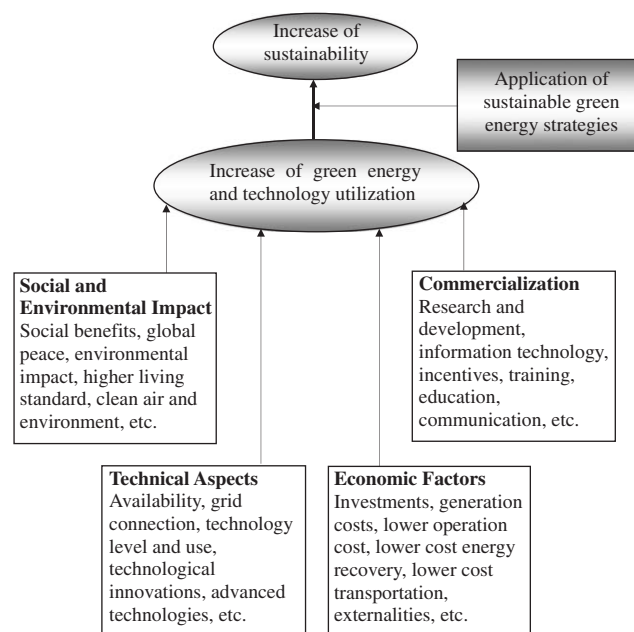 Increase of
sustainability
Application of
sustainable green
energy strategies
Increase of green energy
and technology utilization
Social and
Environmental Impact
Social benefits, global
peace, environmental
impact, higher living
standard, clean air and
environment, etc.
Commercialization
Research and
development,
information technology,
incentives, training,
education,
communication, etc.
Technical Aspects
Availability, grid
connection, technology
level and use,
technological
innovations, advanced
technologies, etc.
Economic Factors
Investments, generation
costs, lower operation
cost, lower cost energy
recovery, lower cost
transportation,
externalities, etc.